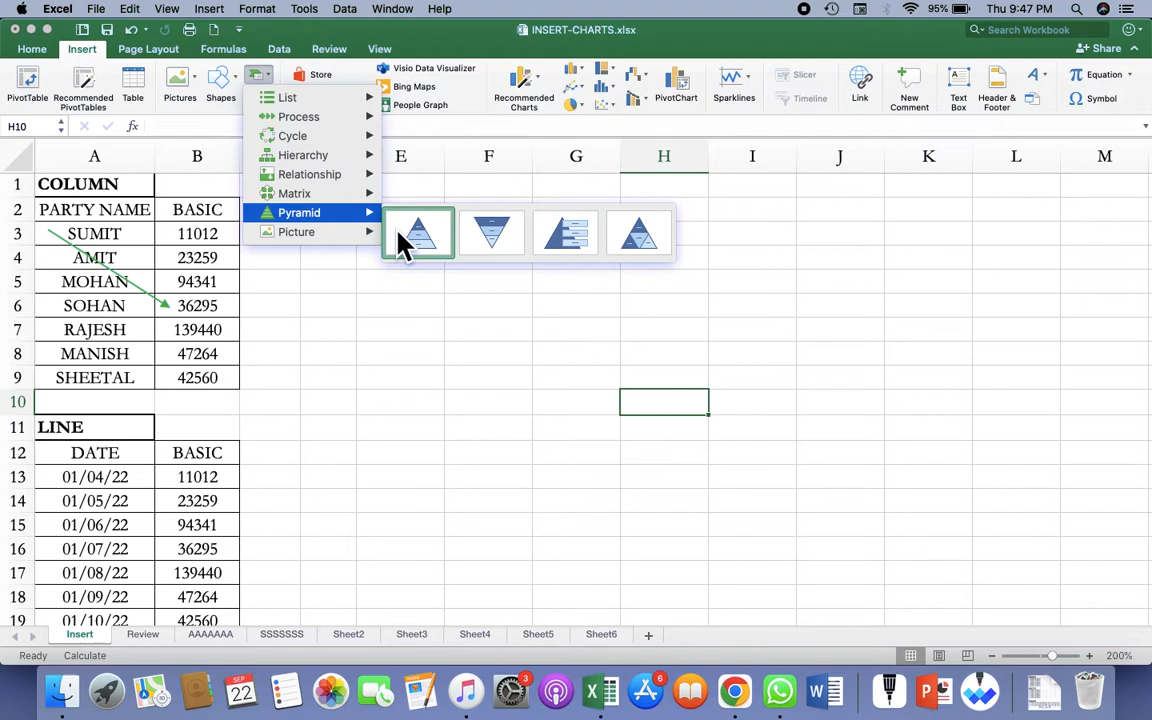 Excel File Edit View Insert Format Tools Data Window Help 95% Thu 9:47 PM
INSERT-CHARTS.xlsx Search Workbook
Home Insert Page Layout Formulas Data Review View Share
PivotTable Recommended PivotTables Table Pictures Shapes Store Visio Data Visualizer Bing Maps People Graph Recommended Charts PivotChart Sparklines Slicer Timeline Link New Comment Text Box Header & Footer Equation Symbol
H10 fx
List
Process
Cycle
Hierarchy
Relationship
Matrix
Pyramid
Picture
A B E F G H I J K L M
1 COLUMN
2 PARTY NAME BASIC
3 SUMIT 11012
4 AMIT 23259
5 MOHAN 94341
6 SOHAN 36295
7 RAJESH 139440
8 MANISH 47264
9 SHEETAL 42560
10
11 LINE
12 DATE BASIC
13 01/04/22 11012
14 01/05/22 23259
15 01/06/22 94341
16 01/07/22 36295
17 01/08/22 139440
18 01/09/22 47264
19 01/10/22 42560
Insert Review AAAAAAA SSSSSSS Sheet2 Sheet3 Sheet4 Sheet5 Sheet6
Ready Calculate 200%
SEP 22 3 6